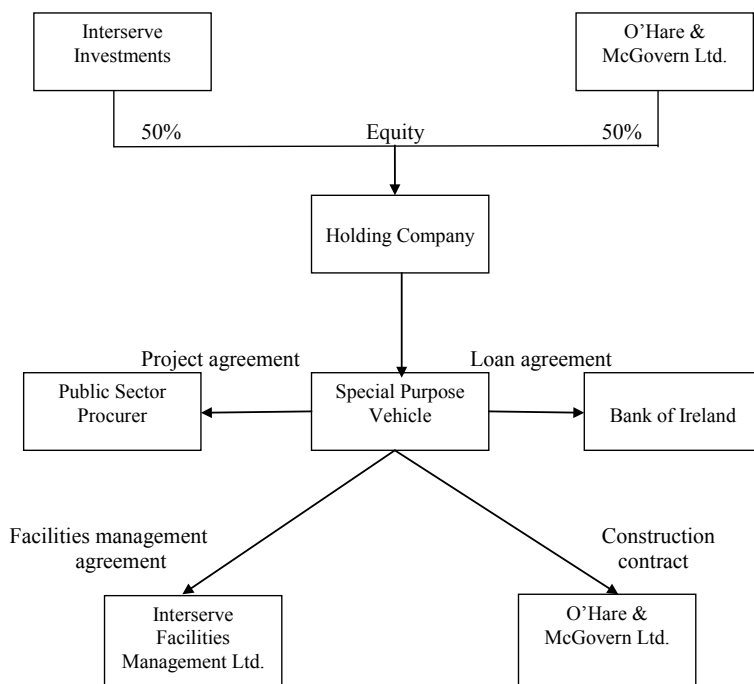 Interserve
Investments
O’Hare &
McGovern Ltd.
50%
Equity
50%
Holding Company
Project agreement
Loan agreement
Public Sector
Procurer
Special Purpose
Vehicle
Bank of Ireland
Facilities management
agreement
Construction
contract
Interserve
Facilities
Management Ltd.
O’Hare &
McGovern Ltd.